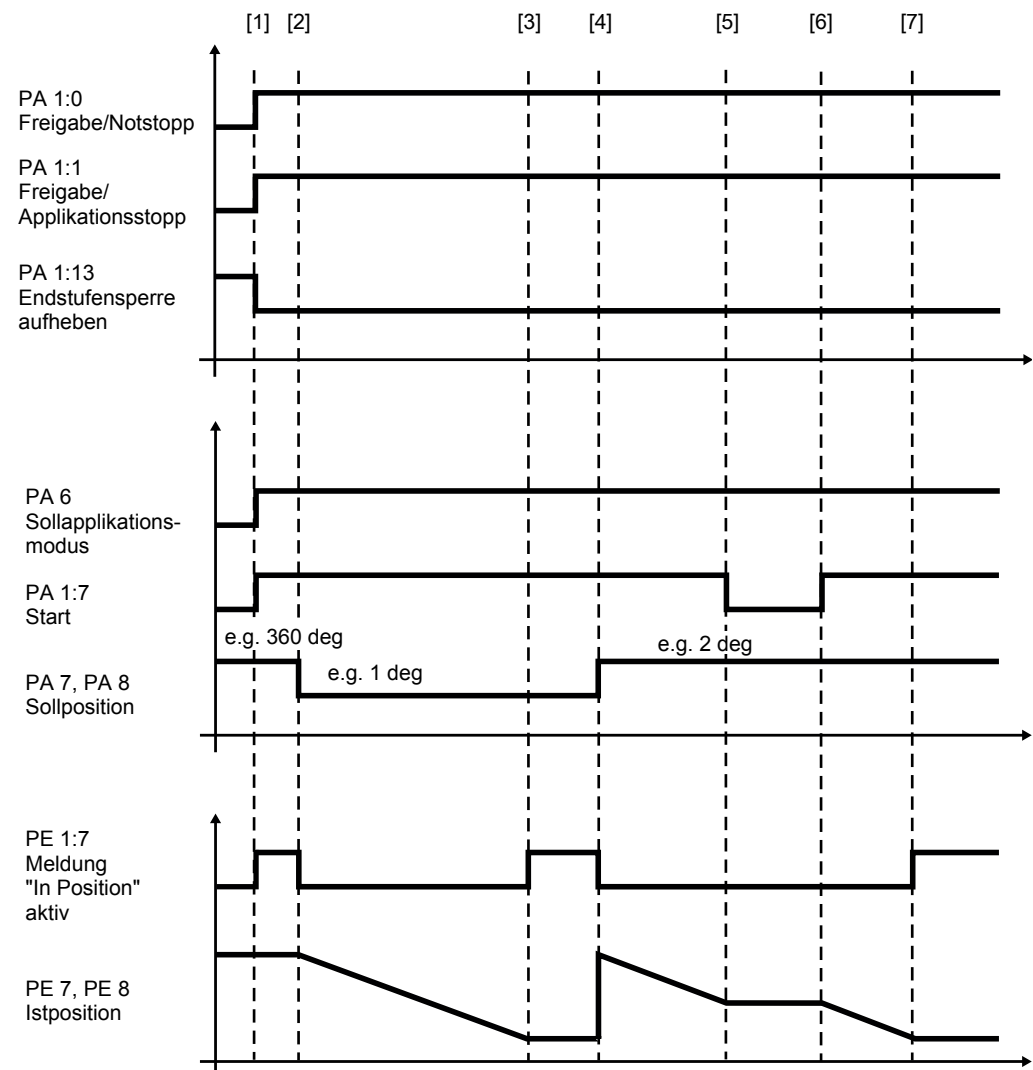 [1] [2] [3] [4] [5] [6] [7]
PA 1:0
Freigabe/Notstopp
PA 1:1
Freigabe/
Applikationsstopp
PA 1:13
Endstufensperre
aufheben
PA 6
Sollapplikations-
modus
PA 1:7
Start
e.g. 360 deg
e.g. 1 deg
e.g. 2 deg
PA 7, PA 8
Sollposition
PE 1:7
Meldung
"In Position"
aktiv
PE 7, PE 8
Istposition